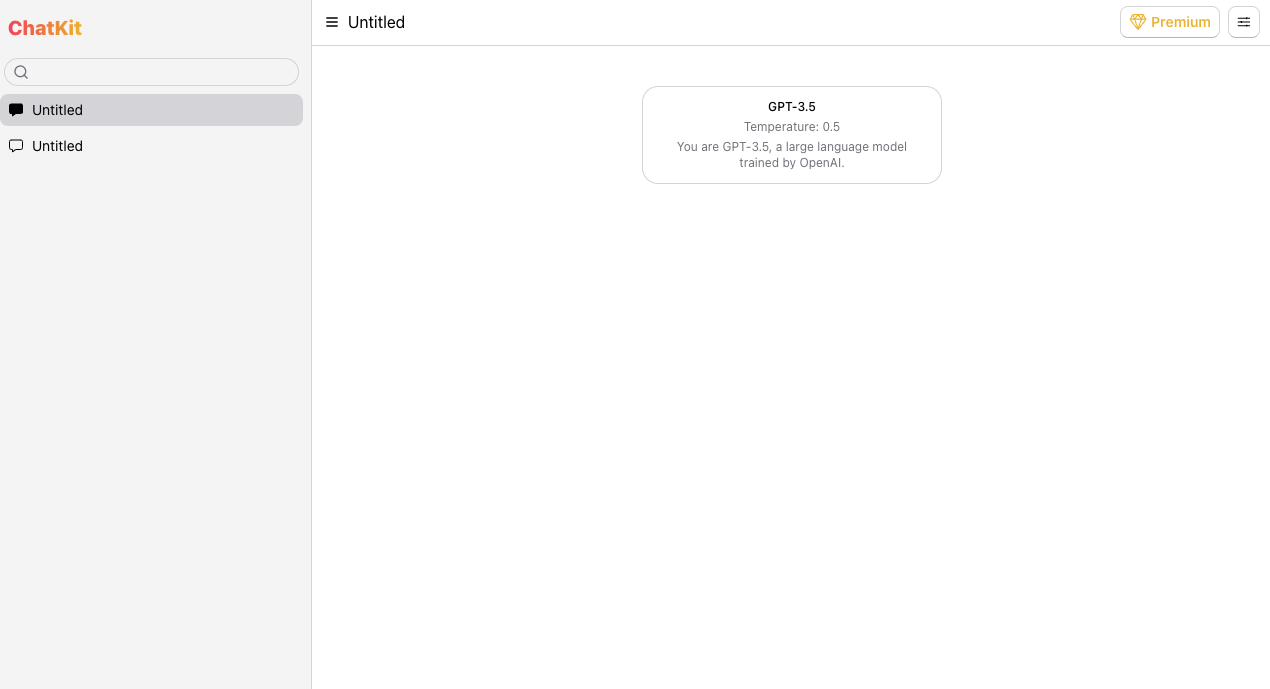 ChatKit
Untitled
Untitled
Untitled
Premium
GPT-3.5
Temperature: 0.5
You are GPT-3.5, a large language model
trained by OpenAI.